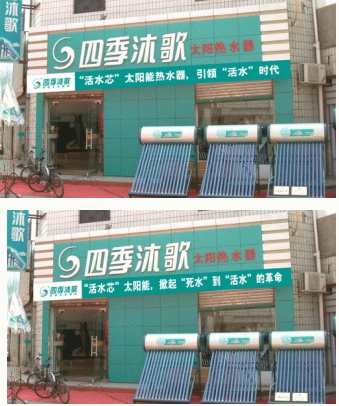 沐歌
四季沐歌 太阳热水器
四季沐歌 “活水芯”太阳能热水器，引领“活水”时代
沐歌
四季沐歌 太阳热水器
四季沐歌 “活水芯”太阳能，掀起“死水”到“活水”的革命